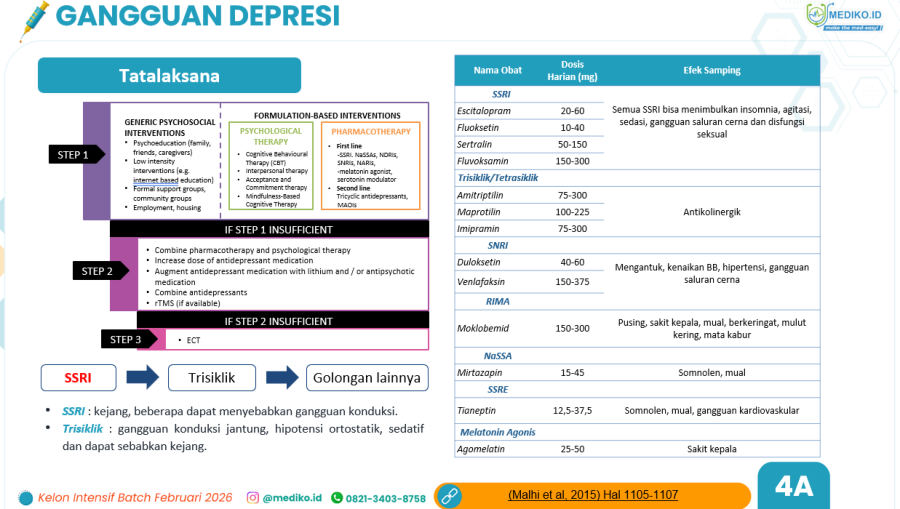 GANGGUAN DEPRESI
MEDIKO.ID
make the med easy!
Tatalaksana
GENERIC PSYCHOSOCIAL
INTERVENTIONS
• Psychoeducation (family,
friends, caregivers)
• Low intensity
interventions (e.g.
internet based education)
• Formal support groups,
community groups
• Employment, housing
FORMULATION-BASED INTERVENTIONS
PSYCHOLOGICAL
THERAPY
• Cognitive Behavioural
Therapy (CBT)
• Interpersonal therapy
• Acceptance and
Commitment therapy
• Mindfulness-Based
Cognitive Therapy
PHARMACOTHERAPY
• First line
-SSRI, NaSSAs, NDRIs,
SNRIs, NARIs,
-melatonin agonist,
serotonin modulator
• Second line
Tricyclic antidepressants,
MAOIs
STEP 1
IF STEP 1 INSUFFICIENT
STEP 2
• Combine pharmacotherapy and psychological therapy
• Increase dose of antidepressant medication
• Augment antidepressant medication with lithium and / or antipsychotic
medication
• Combine antidepressants
• rTMS (if available)
IF STEP 2 INSUFFICIENT
STEP 3
• ECT
SSRI
Trisiklik
Golongan lainnya
• SSRI : kejang, beberapa dapat menyebabkan gangguan konduksi.
• Trisiklik : gangguan konduksi jantung, hipotensi ortostatik, sedatif
dan dapat sebabkan kejang.
Nama Obat Dosis Harian (mg) Efek Samping
SSRI
Escitalopram 20-60
Fluoksetin 10-40
Sertralin 50-150
Fluvoksamin 150-300
Semua SSRI bisa menimbulkan insomnia, agitasi,
sedasi, gangguan saluran cerna dan disfungsi
seksual
Trisiklik/Tetrasiklik
Amitriptilin 75-300
Maprotilin 100-225
Imipramin 75-300
Antikolinergik
SNRI
Duloksetin 40-60
Venlafaksin 150-375
Mengantuk, kenaikan BB, hipertensi, gangguan
saluran cerna
RIMA
Moklobemid 150-300
Pusing, sakit kepala, mual, berkeringat, mulut
kering, mata kabur
NaSSA
Mirtazapin 15-45 Somnolen, mual
SSRE
Tianeptin 12,5-37,5 Somnolen, mual, gangguan kardiovaskular
Melatonin Agonis
Agomelatin 25-50 Sakit kepala
Kelon Intensif Batch Februari 2026 @mediko.id 0821-3403-8758
(Malhi et al, 2015) Hal 1105-1107
4A